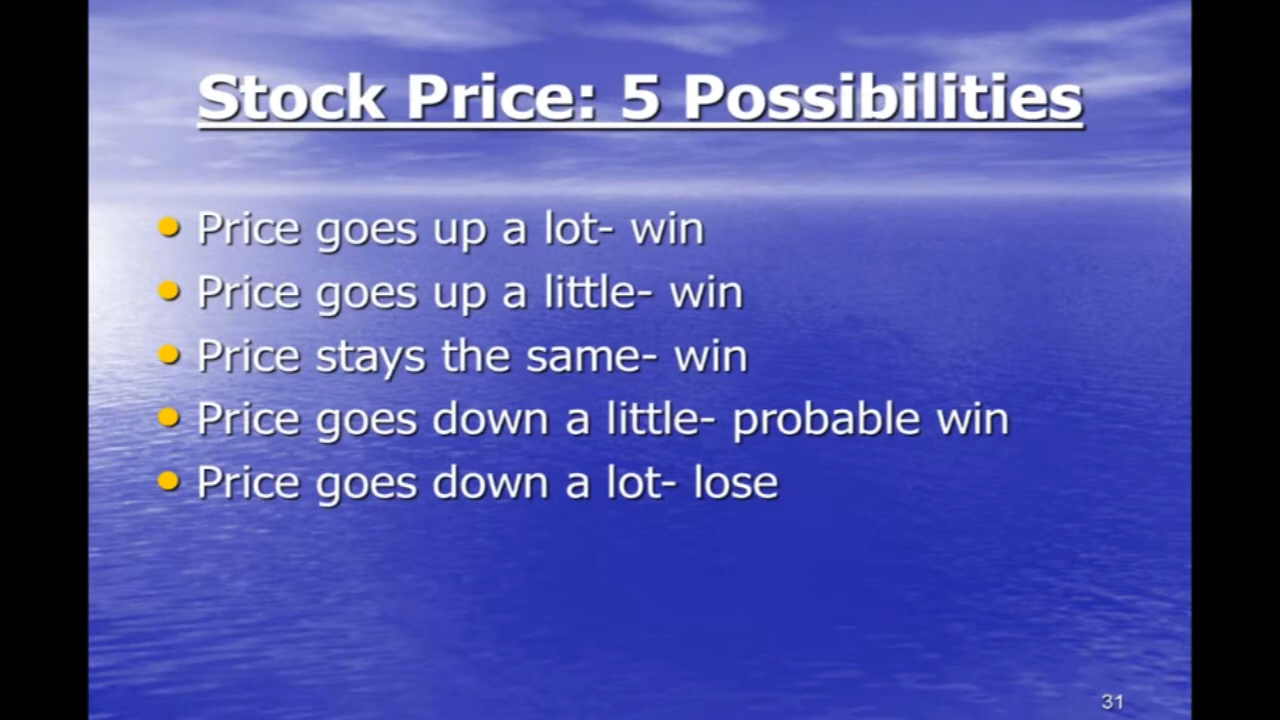 Stock Price: 5 Possibilities
• Price goes up a lot- win
• Price goes up a little- win
• Price stays the same- win
• Price goes down a little- probable win
• Price goes down a lot- lose
31